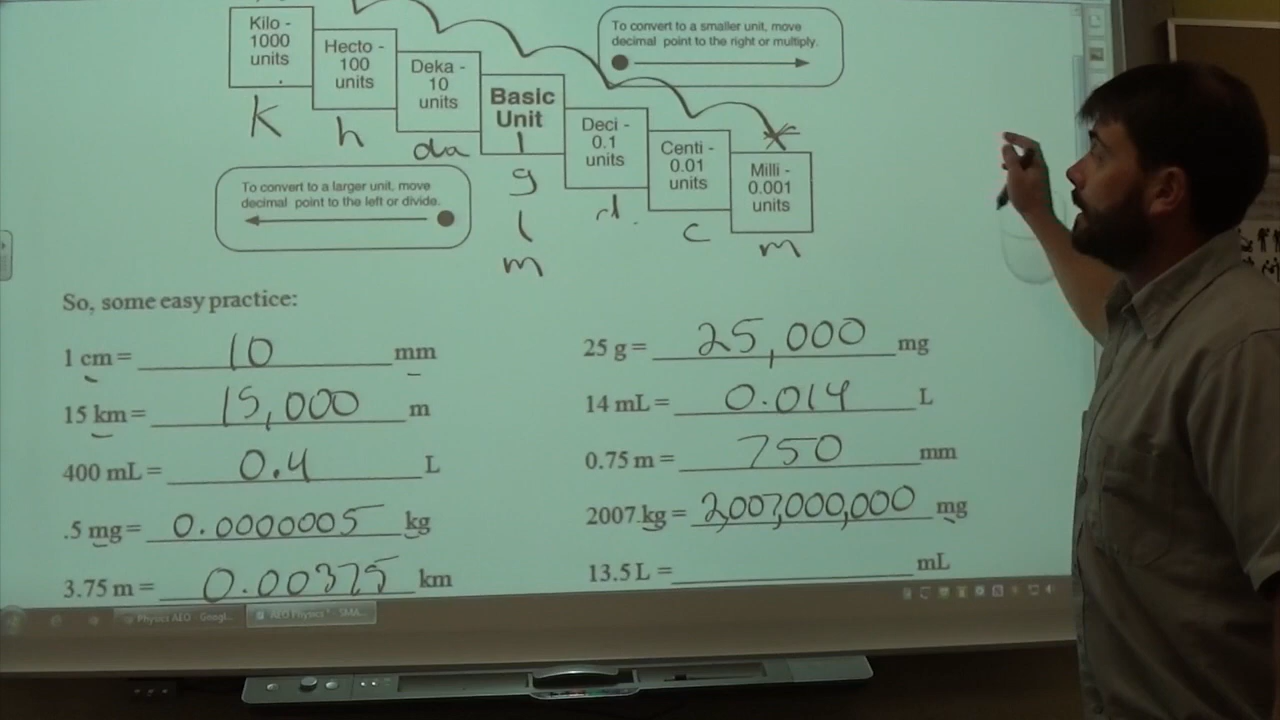 Kilo -
1000
units
Hecto -
100
units
Deka -
10
units
Basic
Unit
Deci -
0.1
units
Centi -
0.01
units
Milli -
0.001
units
To convert to a smaller unit, move
decimal point to the right or multiply.
K
h
da
g
l
m
d
c
m
To convert to a larger unit, move
decimal point to the left or divide.
So, some easy practice:
1 cm = 10 mm
15 km = 15,000 m
400 mL = 0.4 L
.5 mg = 0.0000005 kg
3.75 m = 0.00375 km
25 g = 25,000 mg
14 mL = 0.014 L
0.75 m = 750 mm
2007 kg = 2,007,000,000 mg
13.5 L = mL
Physics AEO - Googl...
AEO Physics